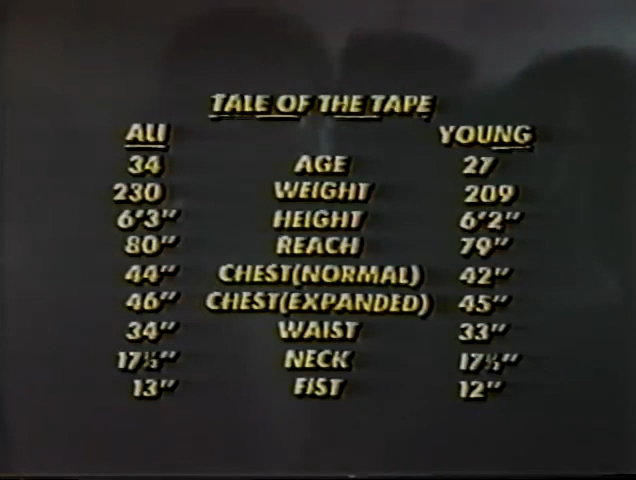 TALE OF THE TAPE
ALI YOUNG
34 AGE 27
230 WEIGHT 209
6'3" HEIGHT 6'2"
80" REACH 79"
44" CHEST(NORMAL) 42"
46" CHEST(EXPANDED) 45"
34" WAIST 33"
17½" NECK 17½"
13" FIST 12"